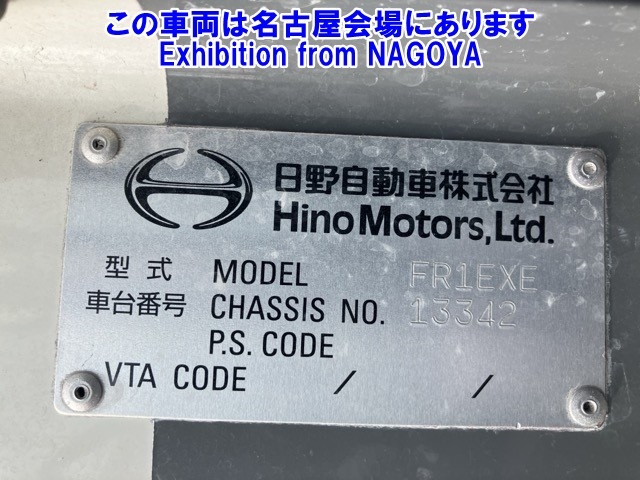 この車両は名古屋会場にあります
Exhibition from NAGOYA
日野自動車株式会社
Hino Motors, Ltd.
型式 MODEL FR1EXE
車台番号 CHASSIS NO. 13342
P.S. CODE
VTA CODE / /